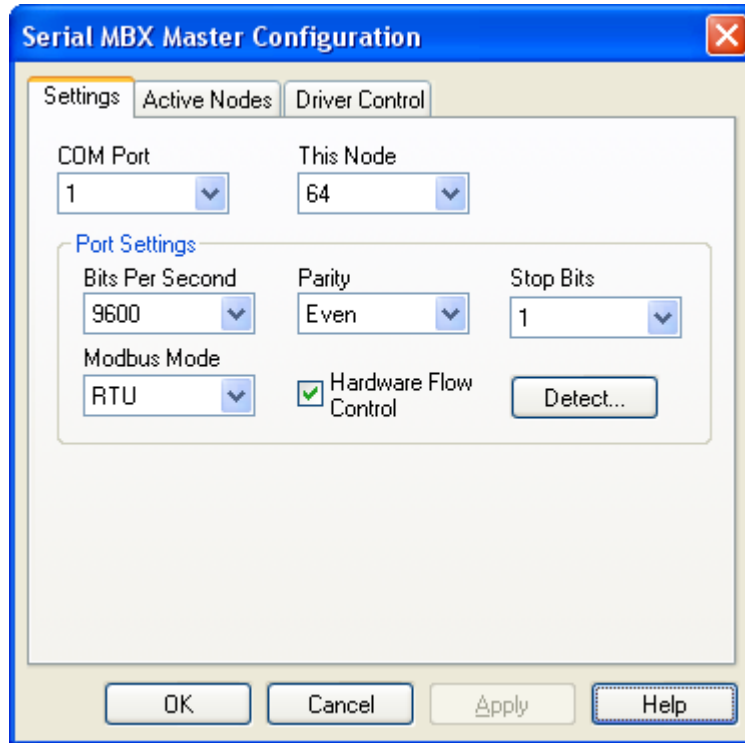 Serial MBX Master Configuration
Settings Active Nodes Driver Control
COM Port This Node
1 64
Port Settings
Bits Per Second Parity Stop Bits
9600 Even 1
Modbus Mode
RTU Hardware Flow Control Detect...
OK Cancel Apply Help